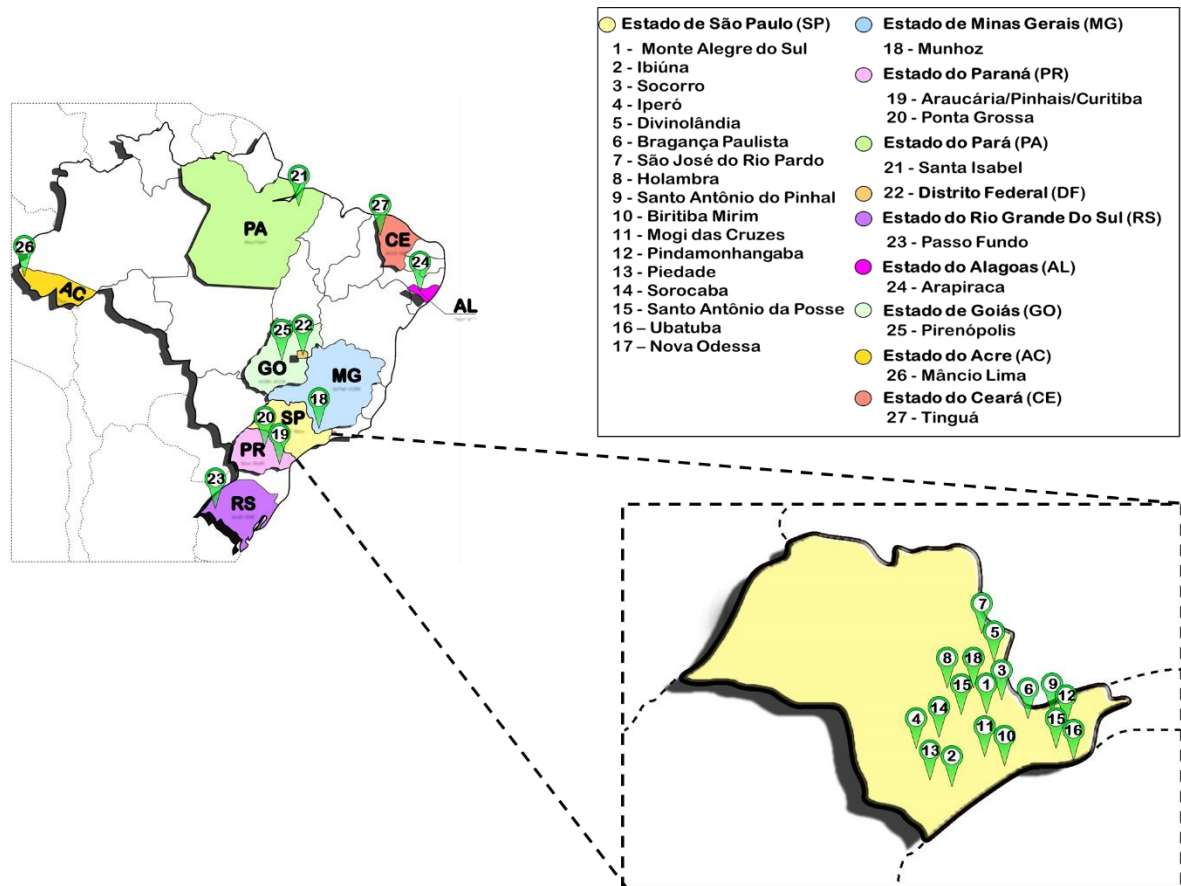 Estado de São Paulo (SP)
1 - Monte Alegre do Sul
2 - Ibiúna
3 - Socorro
4 - Iperó
5 - Divinolândia
6 - Bragança Paulista
7 - São José do Rio Pardo
8 - Holambra
9 - Santo Antônio do Pinhal
10 - Biritiba Mirim
11 - Mogi das Cruzes
12 - Pindamonhangaba
13 - Piedade
14 - Sorocaba
15 - Santo Antônio da Posse
16 – Ubatuba
17 – Nova Odessa
Estado de Minas Gerais (MG)
18 - Munhoz
Estado do Paraná (PR)
19 - Araucária/Pinhais/Curitiba
20 - Ponta Grossa
Estado do Pará (PA)
21 - Santa Isabel
22 - Distrito Federal (DF)
Estado do Rio Grande Do Sul (RS)
23 - Passo Fundo
Estado do Alagoas (AL)
24 - Arapiraca
Estado de Goiás (GO)
25 - Pirenópolis
Estado do Acre (AC)
26 - Mâncio Lima
Estado do Ceará (CE)
27 - Tinguá
21
27
PA
CE
26
24
AC
AL
25
22
GO
MG
18
20
SP
19
PR
23
RS
7
5
8
18
3
15
1
6
9
12
4
14
11
15
16
13
2
10